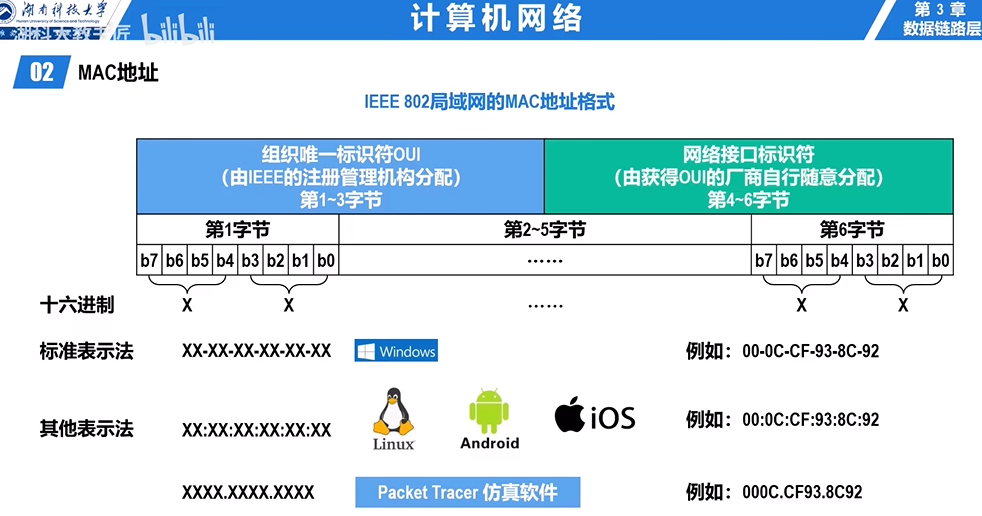 湖南科技大学
Hunan University of Science and Technology
湖科大教书匠 bilibili
计算机网络
第 3 章
数据链路层
02 MAC地址
IEEE 802局域网的MAC地址格式
组织唯一标识符OUI
（由IEEE的注册管理机构分配）
第1~3字节
网络接口标识符
（由获得OUI的厂商自行随意分配）
第4~6字节
第1字节 第2~5字节 第6字节
b7 b6 b5 b4 b3 b2 b1 b0 …… b7 b6 b5 b4 b3 b2 b1 b0
十六进制 X X …… X X
标准表示法 XX-XX-XX-XX-XX-XX Windows 例如：00-0C-CF-93-8C-92
其他表示法 XX:XX:XX:XX:XX:XX Linux Android iOS 例如：00:0C:CF:93:8C:92
XXXX.XXXX.XXXX Packet Tracer 仿真软件 例如：000C.CF93.8C92